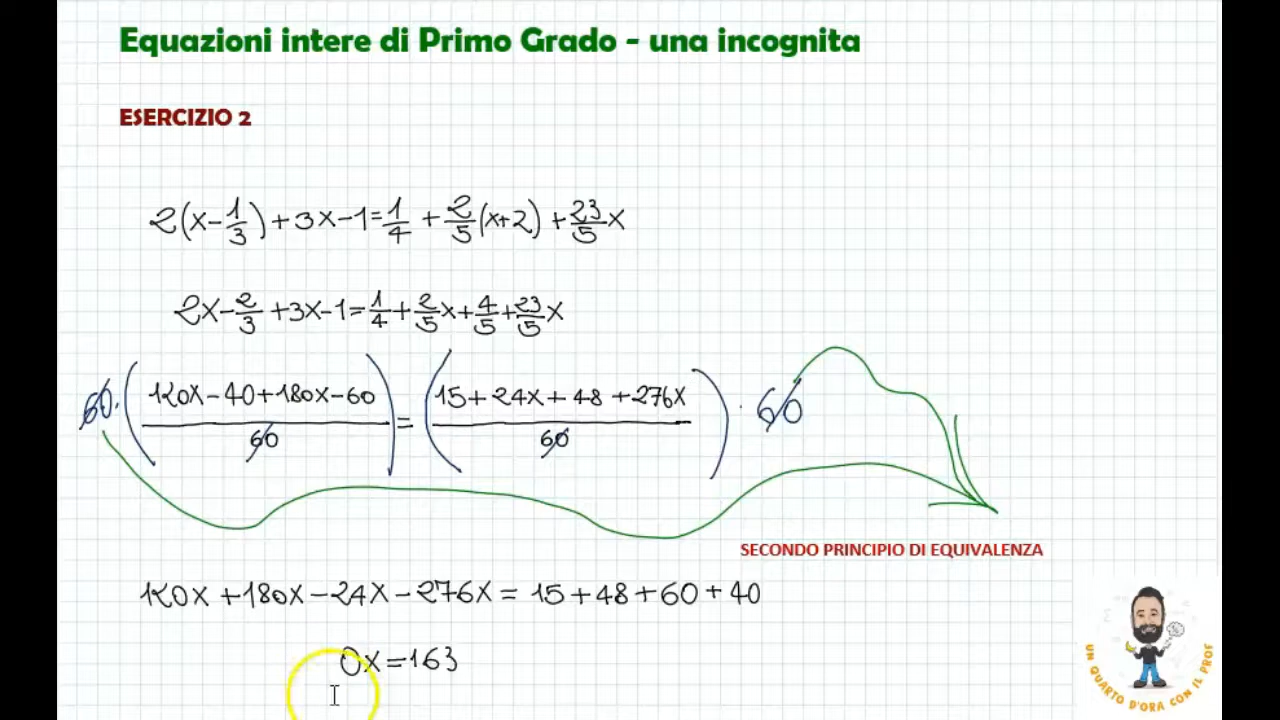 Equazioni intere di Primo Grado - una incognita
ESERCIZIO 2
2(x-1/3)+3x-1=1/4+2/5(x+2)+23/5x
2x-2/3+3x-1=1/4+2/5x+4/5+23/5x
60·((120x-40+180x-60)/60)=((15+24x+48+276x)/60)·60
SECONDO PRINCIPIO DI EQUIVALENZA
120x+180x-24x-276x=15+48+60+40
0x=163
UN QUARTO D'ORA CON IL PROF